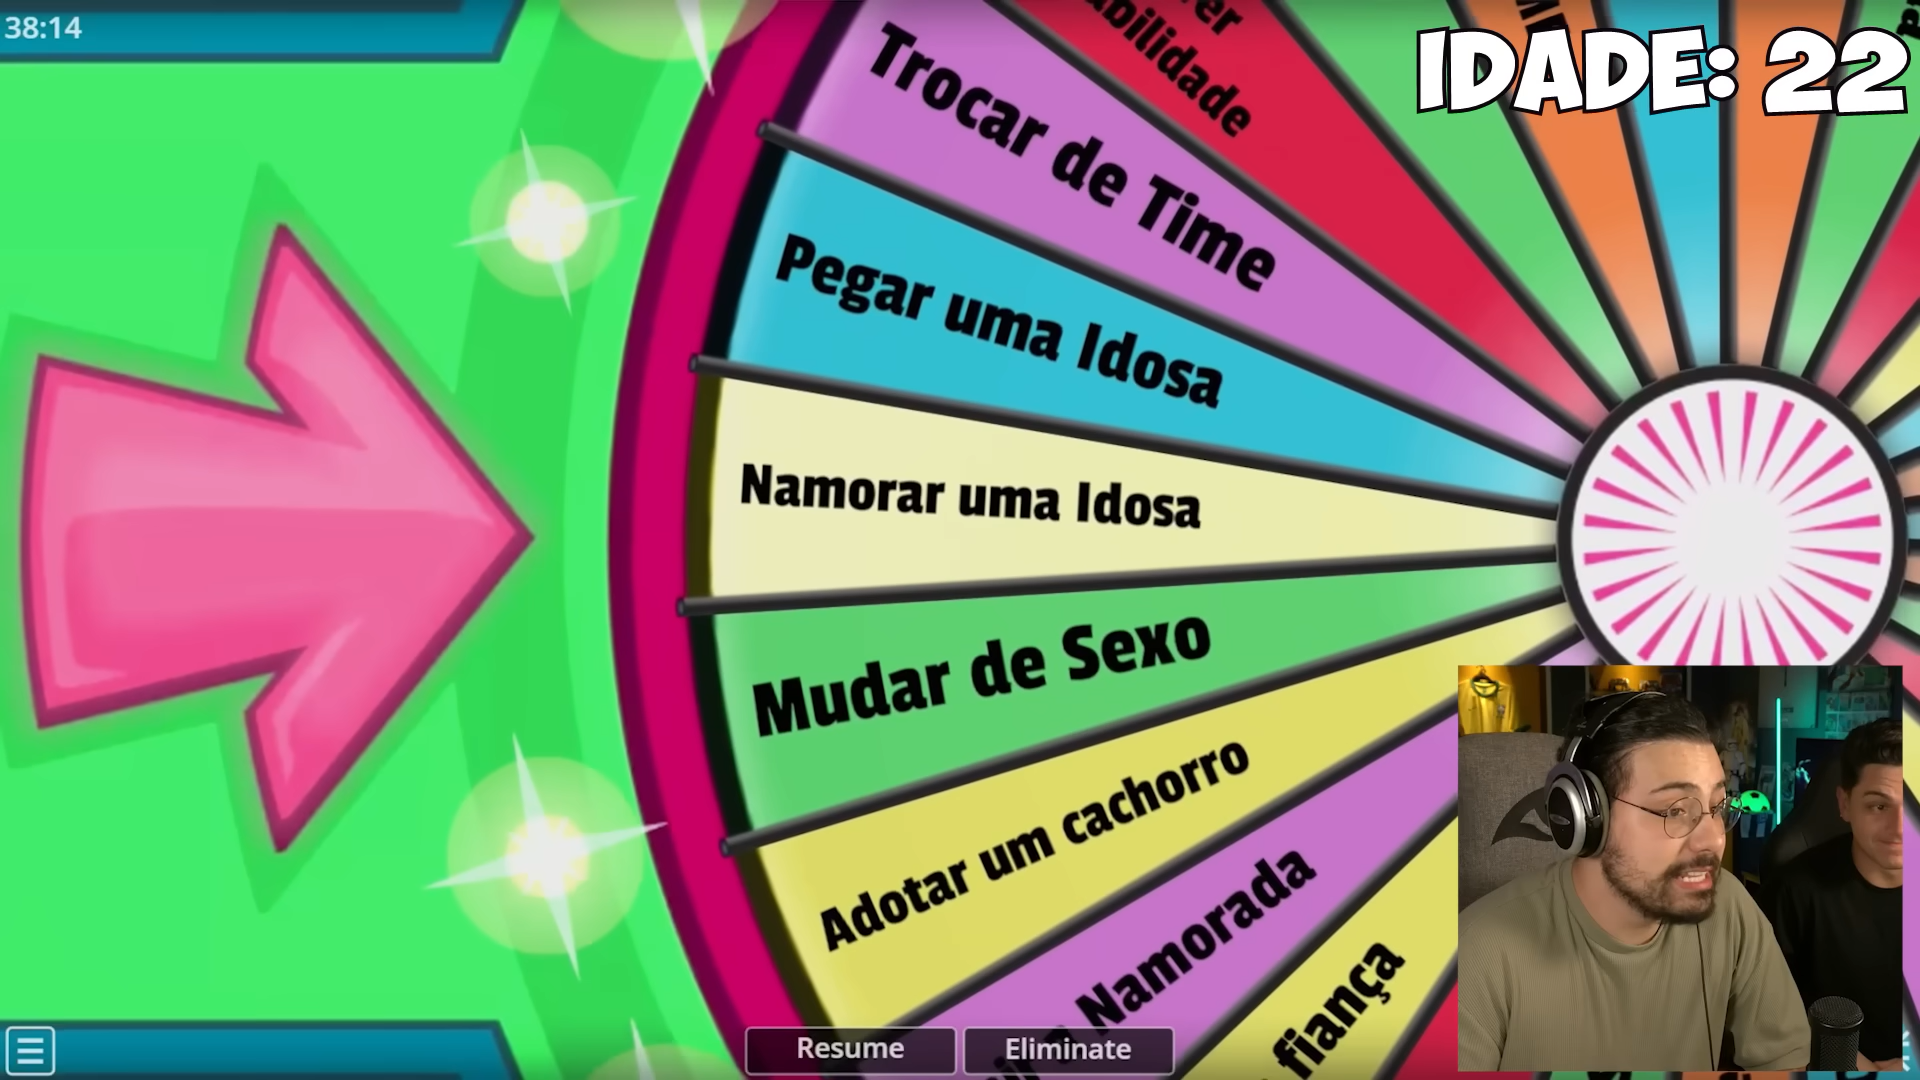 38:14
IDADE: 22
abilidade
Trocar de Time
Pegar uma Idosa
Namorar uma Idosa
Mudar de Sexo
Adotar um cachorro
Namorada
fiança
Resume
Eliminate